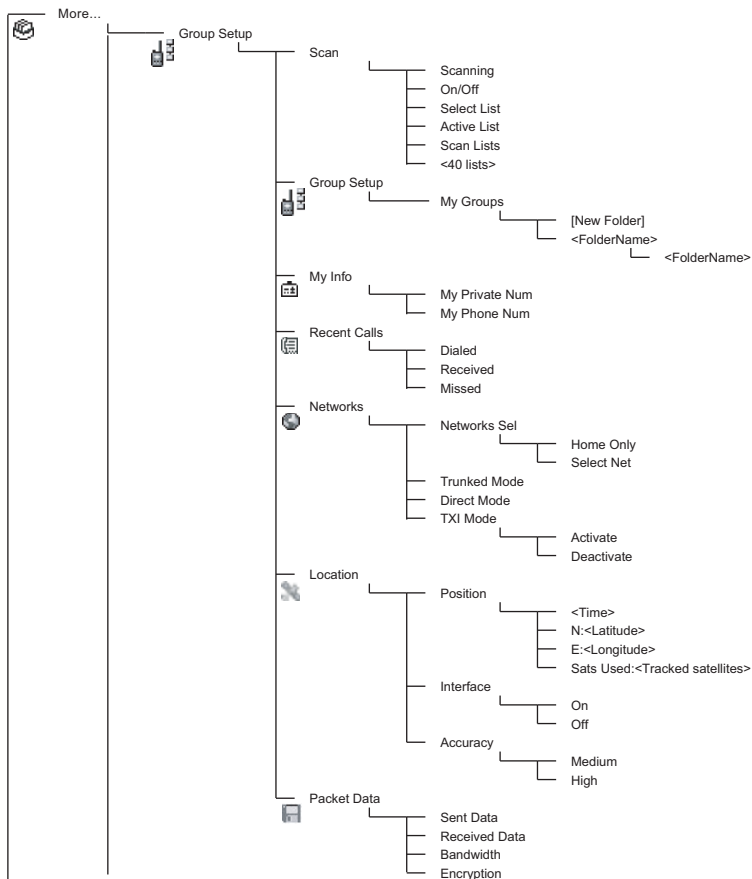 More...
Group Setup
Scan
Scanning
On/Off
Select List
Active List
Scan Lists
<40 lists>
Group Setup
My Groups
[New Folder]
<FolderName>
<FolderName>
My Info
My Private Num
My Phone Num
Recent Calls
Dialed
Received
Missed
Networks
Networks Sel
Home Only
Select Net
Trunked Mode
Direct Mode
TXI Mode
Activate
Deactivate
Location
Position
<Time>
N:<Latitude>
E:<Longitude>
Sats Used:<Tracked satellites>
Interface
On
Off
Accuracy
Medium
High
Packet Data
Sent Data
Received Data
Bandwidth
Encryption